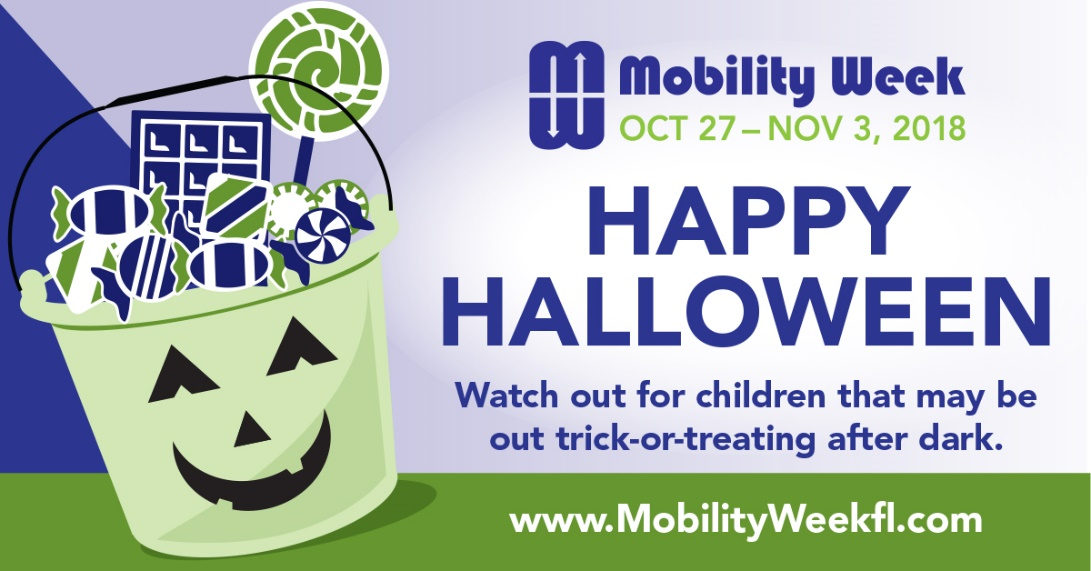 Mobility Week
OCT 27 – NOV 3, 2018
HAPPY
HALLOWEEN
Watch out for children that may be
out trick-or-treating after dark.
www.MobilityWeekfl.com